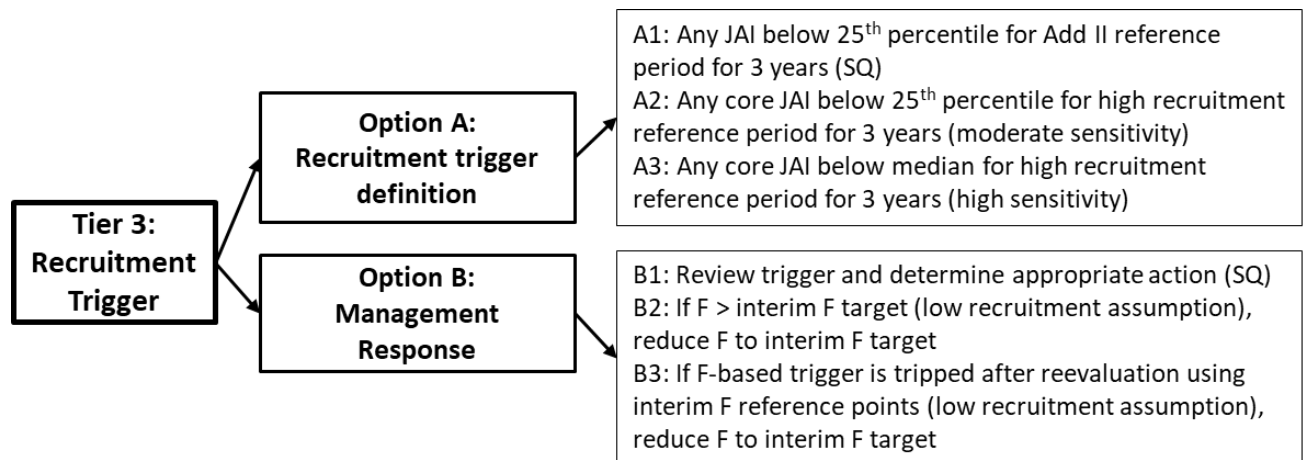 Tier 3:
Recruitment
Trigger
Option A:
Recruitment trigger
definition
A1: Any JAI below 25th percentile for Add II reference
period for 3 years (SQ)
A2: Any core JAI below 25th percentile for high recruitment
reference period for 3 years (moderate sensitivity)
A3: Any core JAI below median for high recruitment
reference period for 3 years (high sensitivity)
Option B:
Management
Response
B1: Review trigger and determine appropriate action (SQ)
B2: If F > interim F target (low recruitment assumption),
reduce F to interim F target
B3: If F-based trigger is tripped after reevaluation using
interim F reference points (low recruitment assumption),
reduce F to interim F target